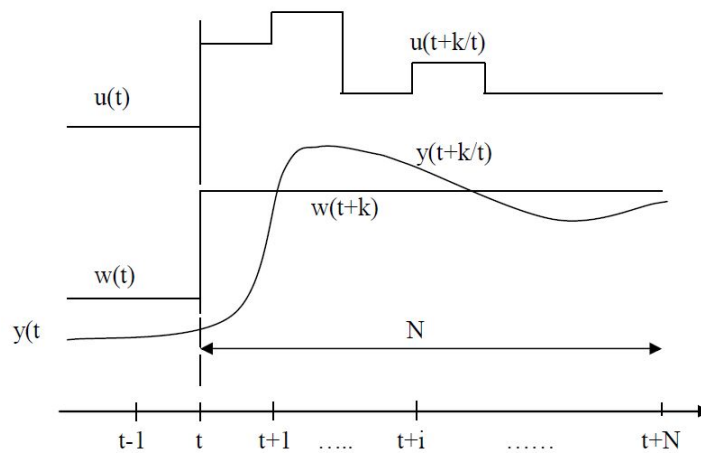 u(t+k/t)
u(t)
y(t+k/t)
w(t+k)
w(t)
y(t
N
t-1 t t+1 ..... t+i ...... t+N